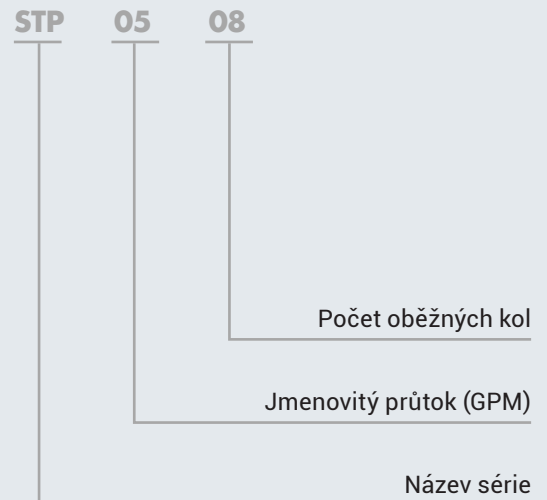 STP 05 08
Počet oběžných kol
Jmenovitý průtok (GPM)
Název série